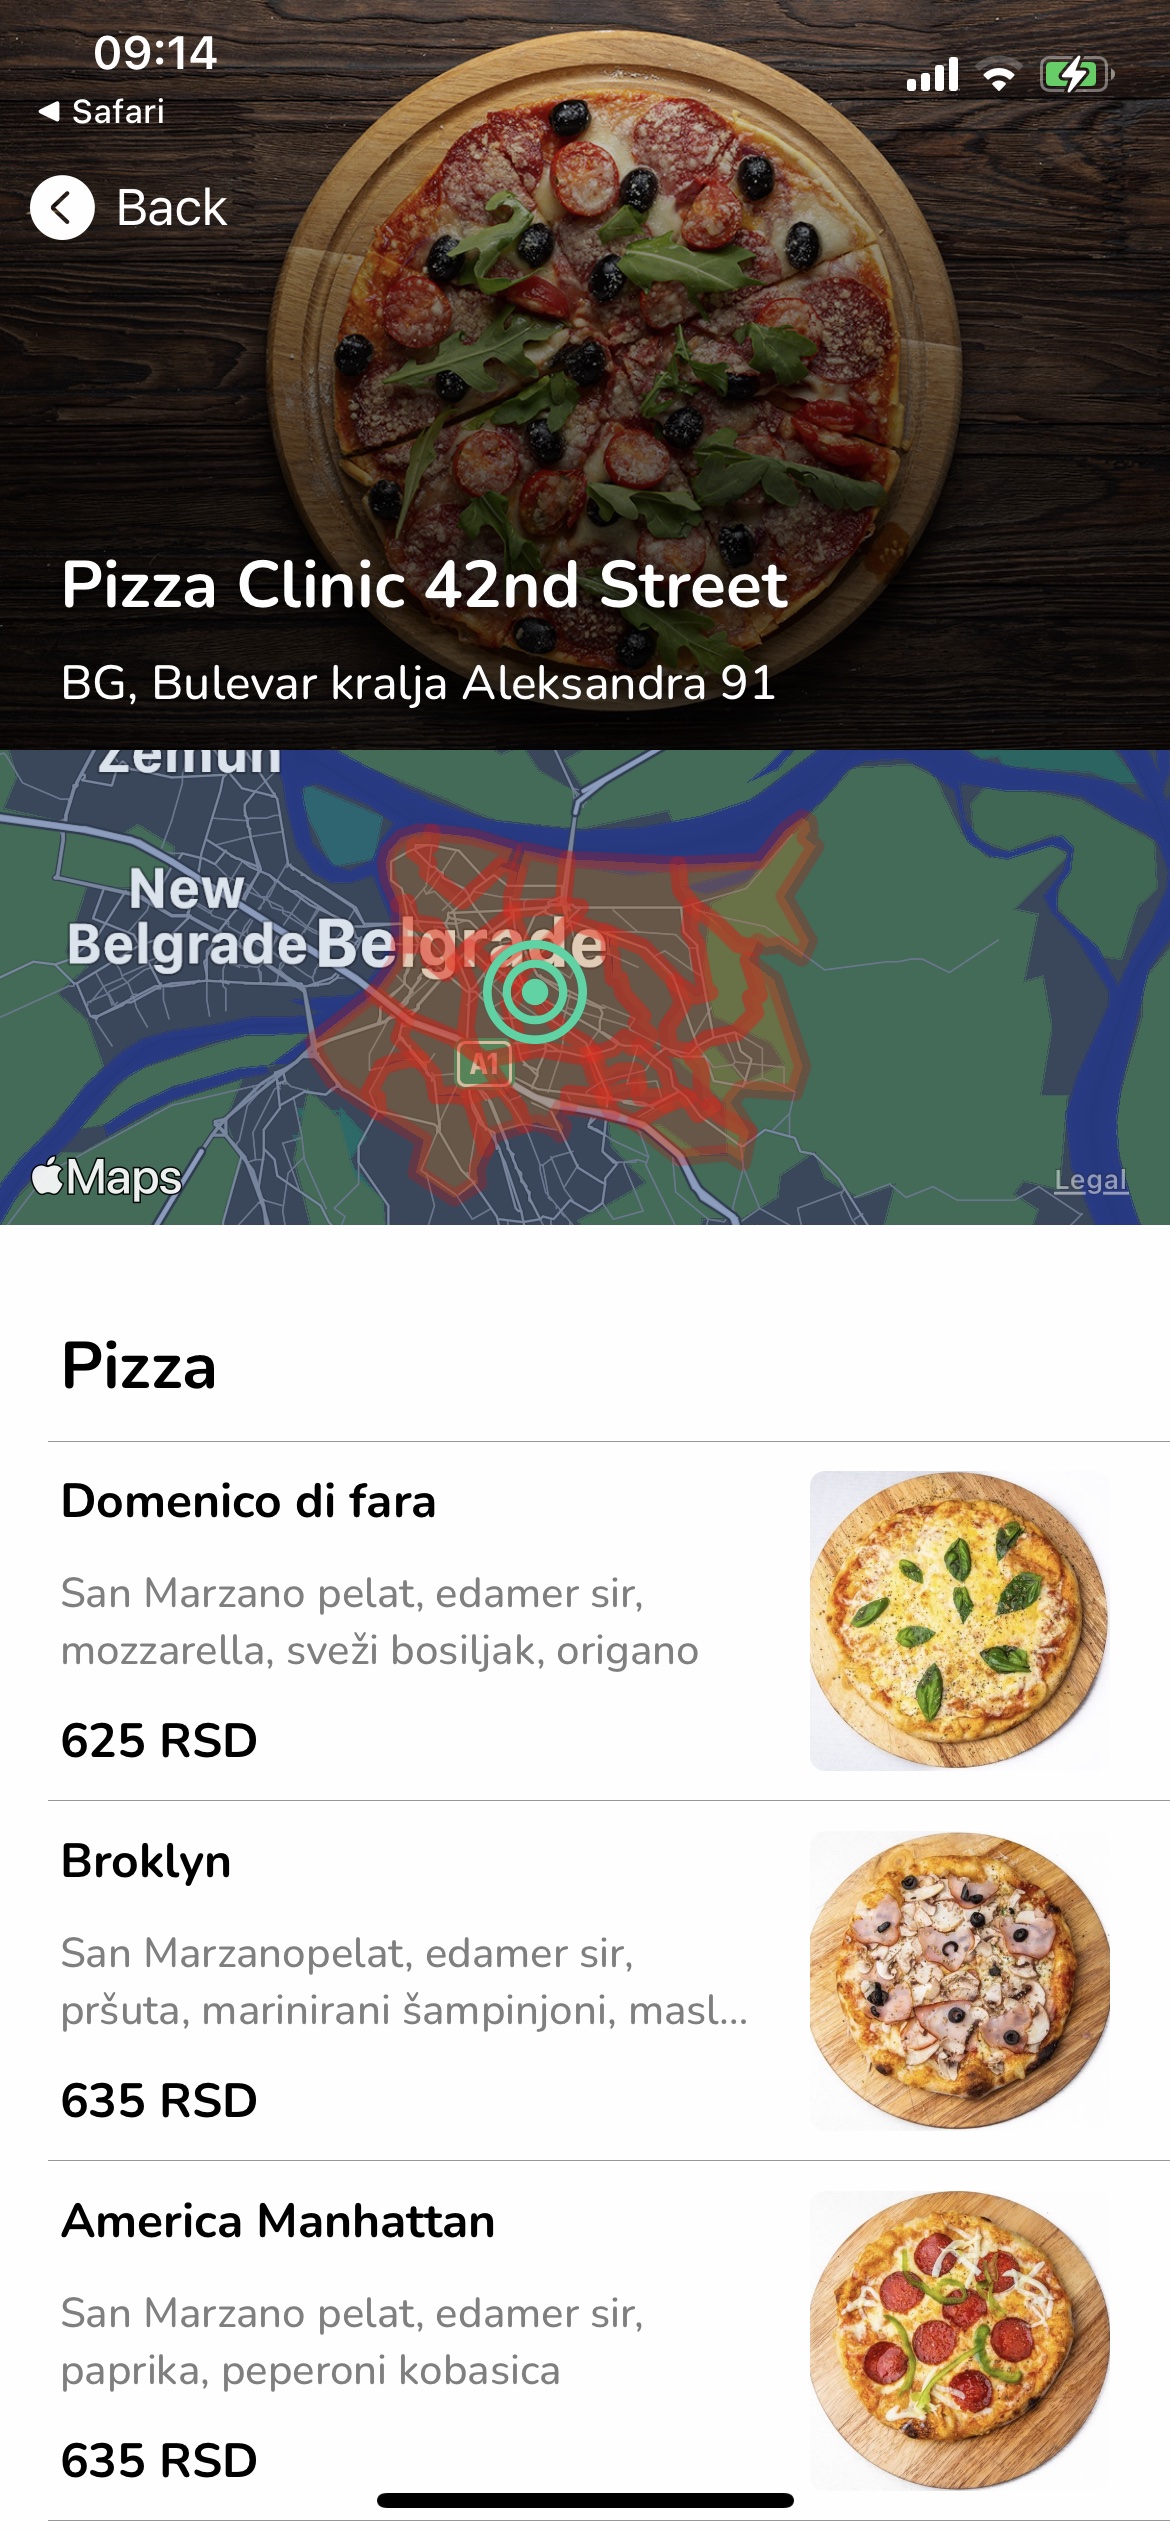 09:14
◀ Safari
Back
Pizza Clinic 42nd Street
BG, Bulevar kralja Aleksandra 91
Zemun
New
Belgrade
Belgrade
A1
Maps
Legal
Pizza
Domenico di fara
San Marzano pelat, edamer sir,
mozzarella, sveži bosiljak, origano
625 RSD
Broklyn
San Marzanopelat, edamer sir,
pršuta, marinirani šampinjoni, masl...
635 RSD
America Manhattan
San Marzano pelat, edamer sir,
paprika, peperoni kobasica
635 RSD